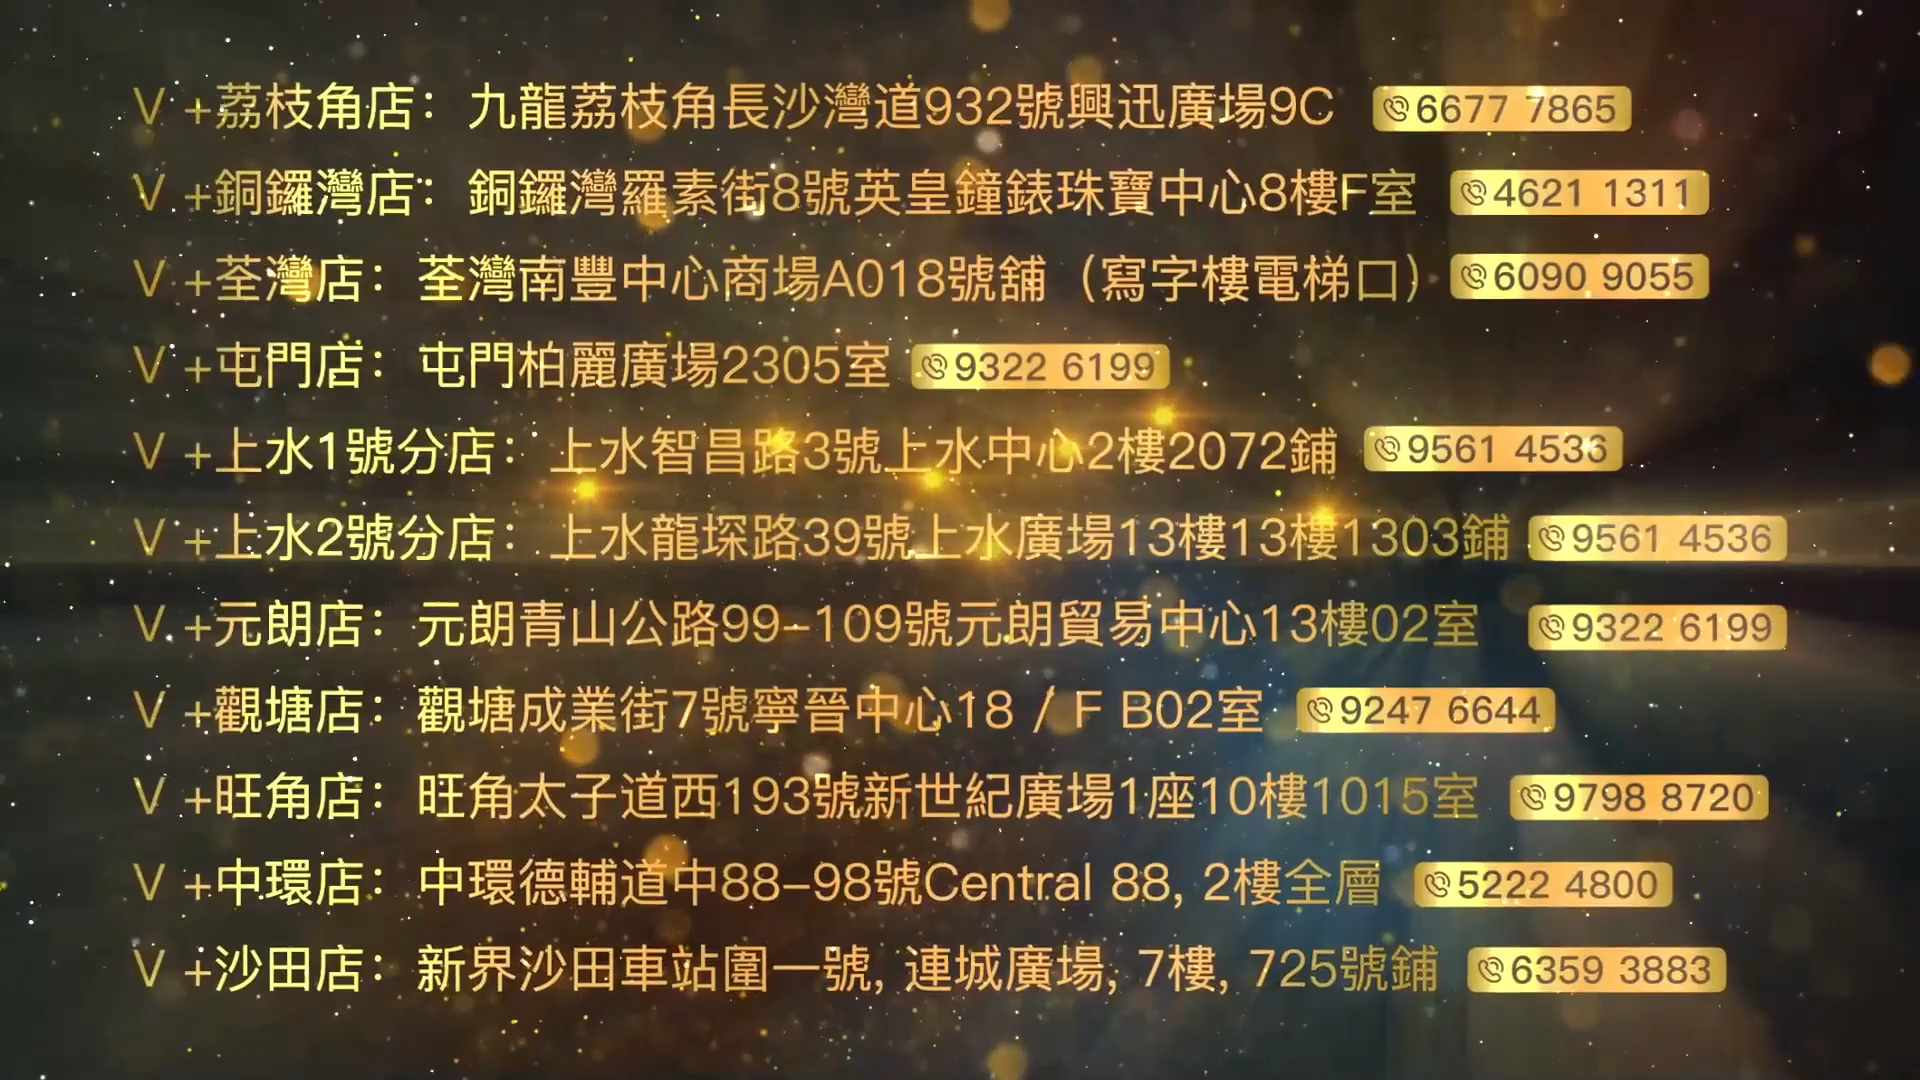 V +荔枝角店：九龍荔枝角長沙灣道932號興迅廣場9C 6677 7865
V +銅鑼灣店：銅鑼灣羅素街8號英皇鐘錶珠寶中心8樓F室 4621 1311
V +荃灣店：荃灣南豐中心商場A018號舖（寫字樓電梯口） 6090 9055
V +屯門店：屯門柏麗廣場2305室 9322 6199
V +上水1號分店：上水智昌路3號上水中心2樓2072鋪 9561 4536
V +上水2號分店：上水龍琛路39號上水廣場13樓13樓1303鋪 9561 4536
V +元朗店：元朗青山公路99-109號元朗貿易中心13樓02室 9322 6199
V +觀塘店：觀塘成業街7號寧晉中心18 / F B02室 9247 6644
V +旺角店：旺角太子道西193號新世紀廣場1座10樓1015室 9798 8720
V +中環店：中環德輔道中88-98號Central 88, 2樓全層 5222 4800
V +沙田店：新界沙田車站圍一號, 連城廣場, 7樓, 725號鋪 6359 3883